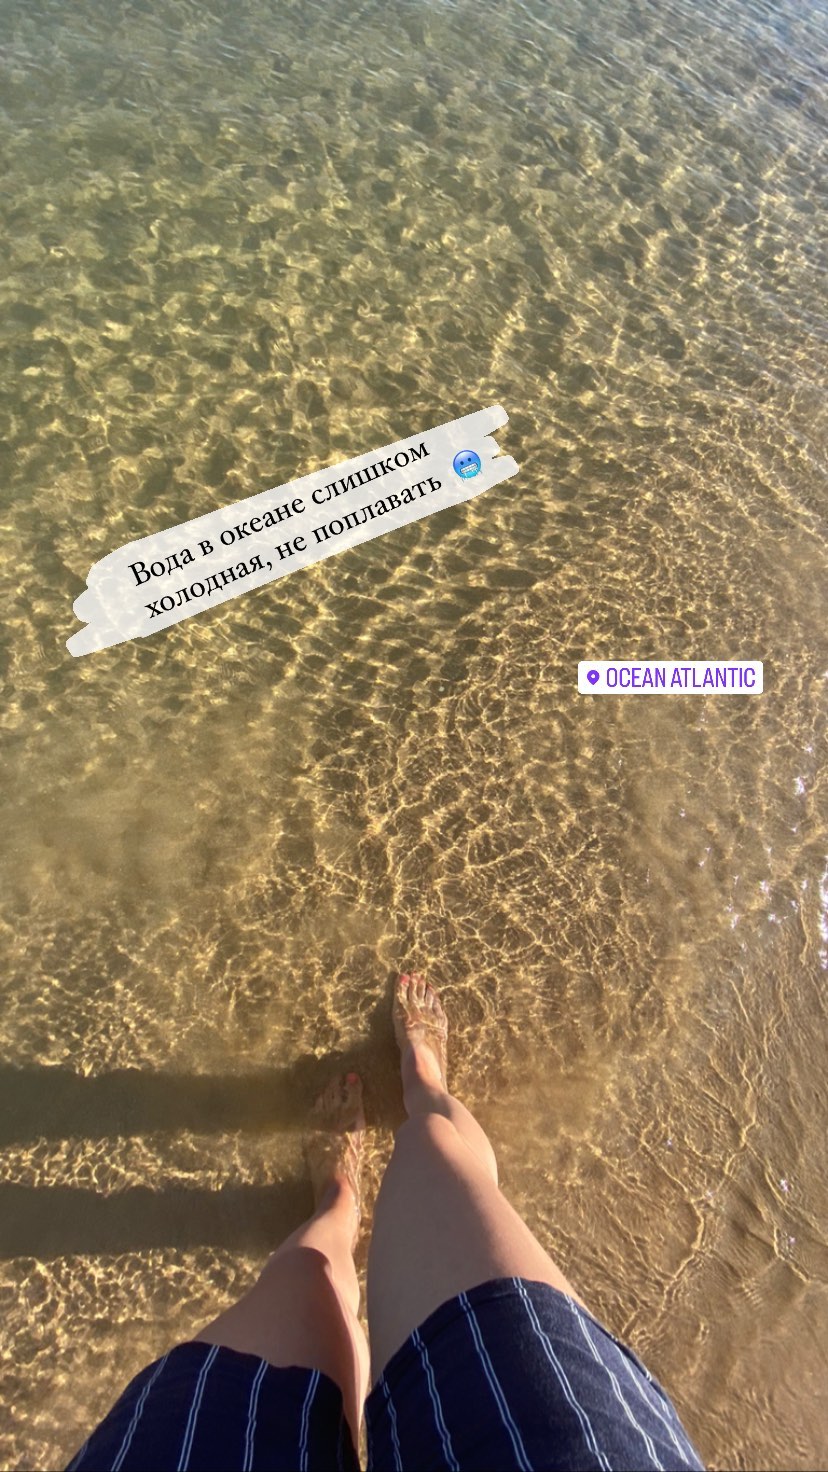 Вода в океане слишком
холодная, не поплавать 🥶
OCEAN ATLANTIC